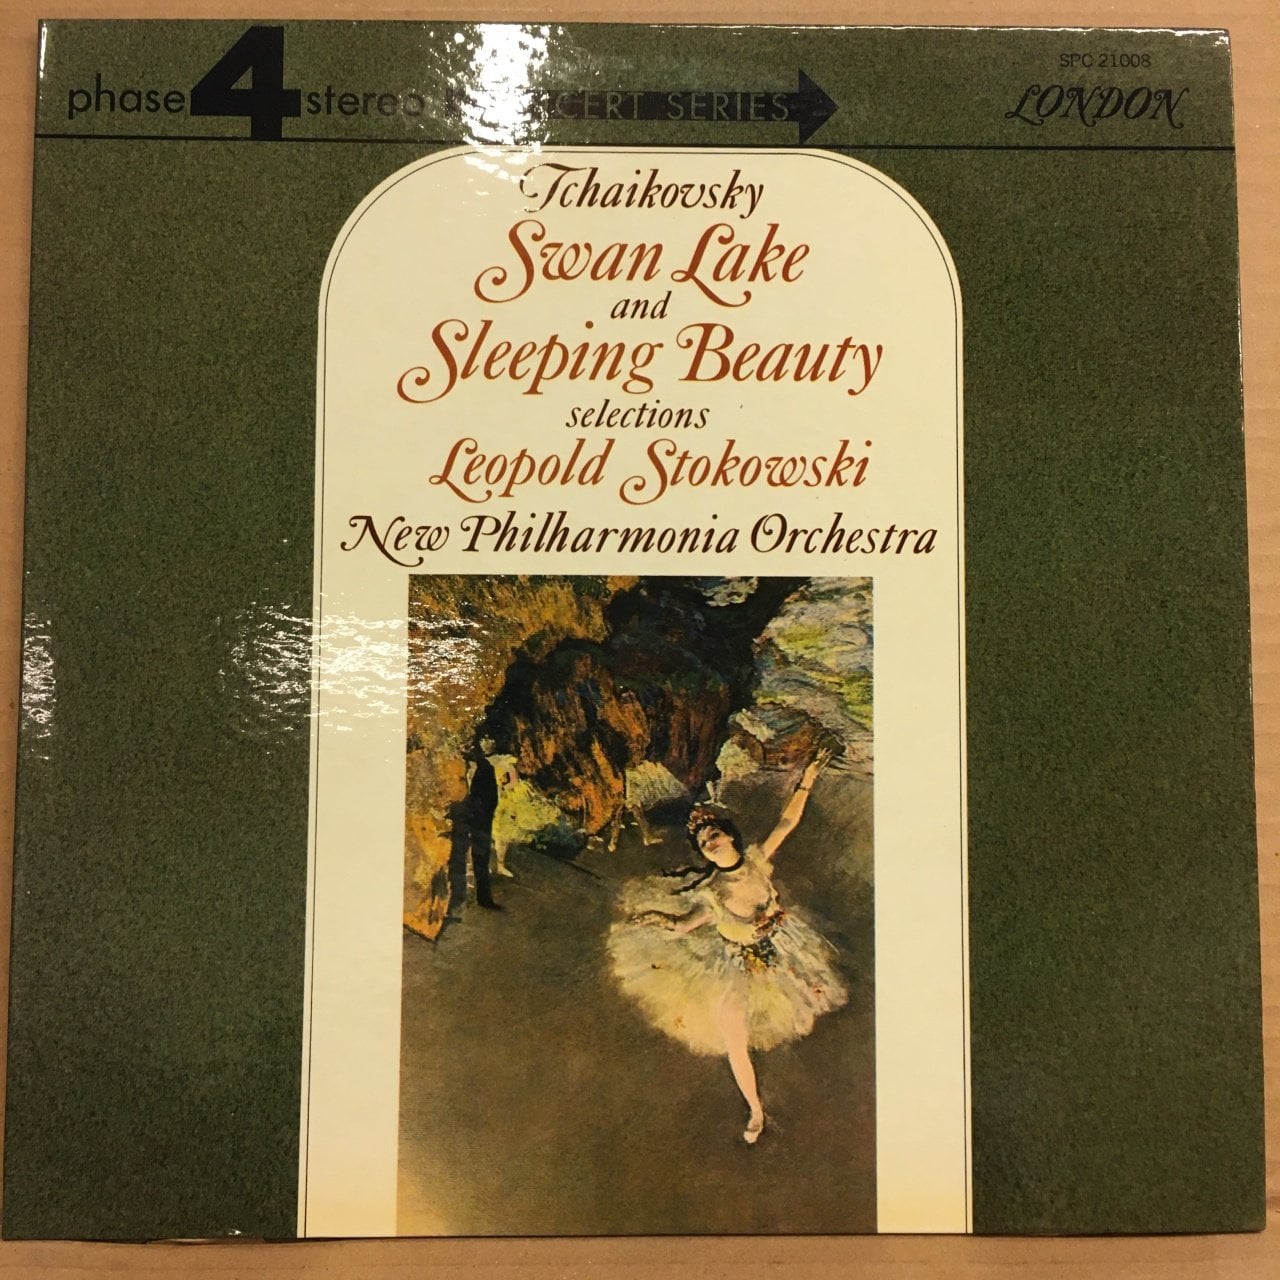 SPC 21008
phase 4 stereo CONCERT SERIES
LONDON
Tchaikovsky
Swan Lake
and
Sleeping Beauty
selections
Leopold Stokowski
New Philharmonia Orchestra